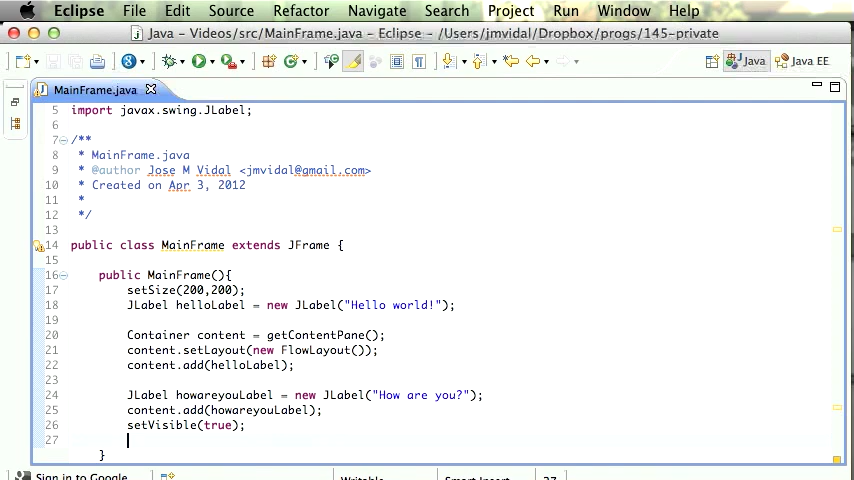 Eclipse File Edit Source Refactor Navigate Search Project Run Window Help
Java – Videos/src/MainFrame.java – Eclipse – /Users/jmvidal/Dropbox/progs/145-private
Java Java EE
MainFrame.java
5 import javax.swing.JLabel;
6
7 /**
8 * MainFrame.java
9 * @author Jose M Vidal <jmvidal@gmail.com>
10 * Created on Apr 3, 2012
11 *
12 */
13
14 public class MainFrame extends JFrame {
15
16 public MainFrame(){
17 setSize(200,200);
18 JLabel helloLabel = new JLabel("Hello world!");
19
20 Container content = getContentPane();
21 content.setLayout(new FlowLayout());
22 content.add(helloLabel);
23
24 JLabel howareyouLabel = new JLabel("How are you?");
25 content.add(howareyouLabel);
26 setVisible(true);
27
}
Sign in to Google Writable Smart Insert 27